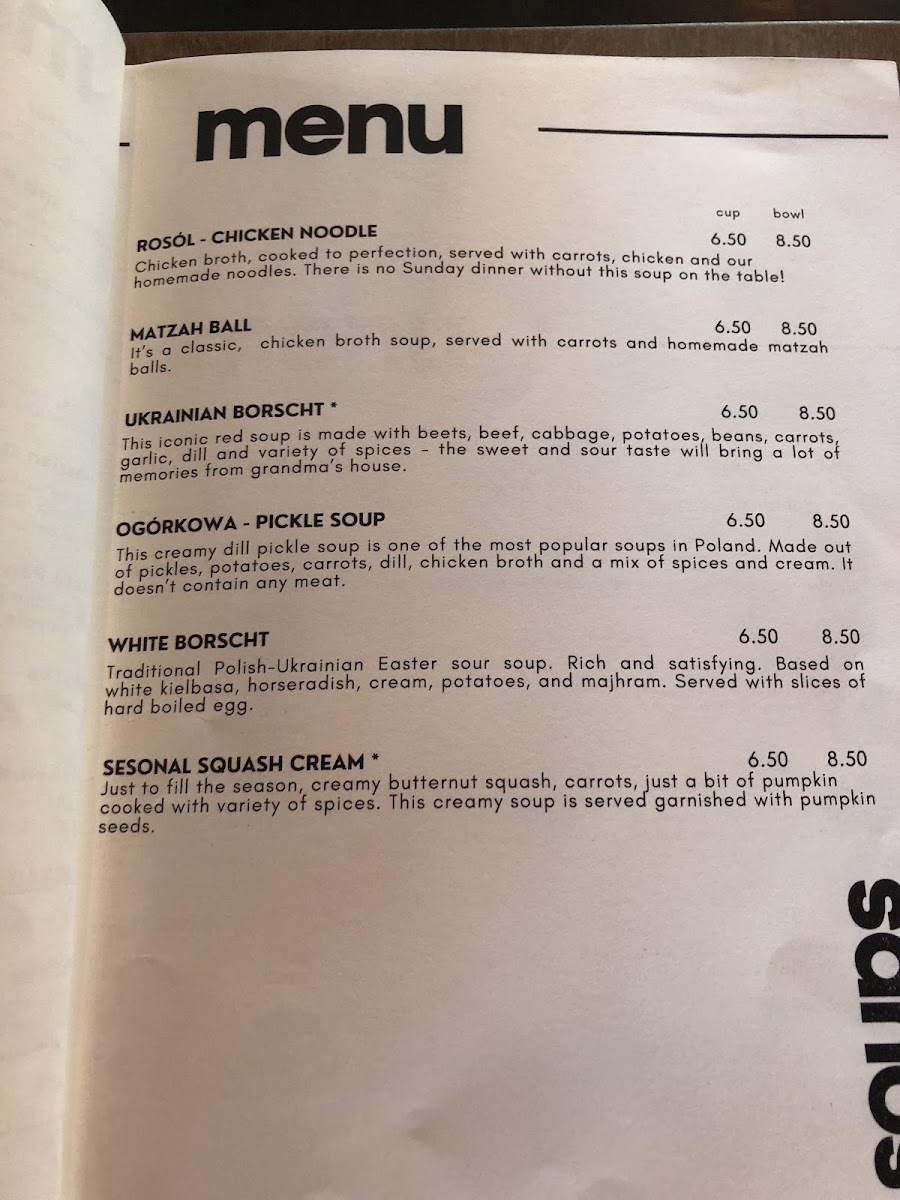 menu
cup bowl
ROSÓL - CHICKEN NOODLE 6.50 8.50
Chicken broth, cooked to perfection, served with carrots, chicken and our
homemade noodles. There is no Sunday dinner without this soup on the table!
MATZAH BALL 6.50 8.50
It's a classic, chicken broth soup, served with carrots and homemade matzah
balls.
UKRAINIAN BORSCHT * 6.50 8.50
This iconic red soup is made with beets, beef, cabbage, potatoes, beans, carrots,
garlic, dill and variety of spices - the sweet and sour taste will bring a lot of
memories from grandma's house.
OGÓRKOWA - PICKLE SOUP 6.50 8.50
This creamy dill pickle soup is one of the most popular soups in Poland. Made out
of pickles, potatoes, carrots, dill, chicken broth and a mix of spices and cream. It
doesn't contain any meat.
WHITE BORSCHT 6.50 8.50
Traditional Polish-Ukrainian Easter sour soup. Rich and satisfying. Based on
white kielbasa, horseradish, cream, potatoes, and majhram. Served with slices of
hard boiled egg.
SESONAL SQUASH CREAM * 6.50 8.50
Just to fill the season, creamy butternut squash, carrots, just a bit of pumpkin
cooked with variety of spices. This creamy soup is served garnished with pumpkin
seeds.